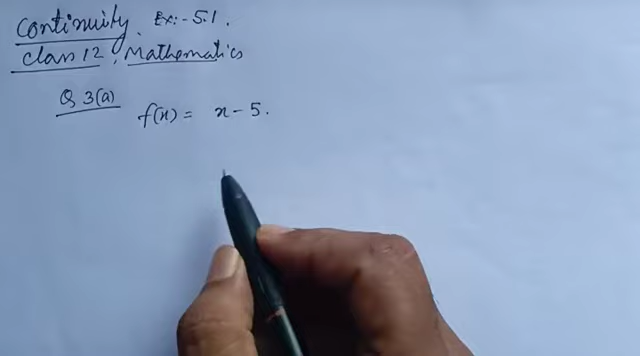 Continuity. Ex:- 5.1.
Class 12, Mathematics
Q 3(a) f(x) = x - 5.